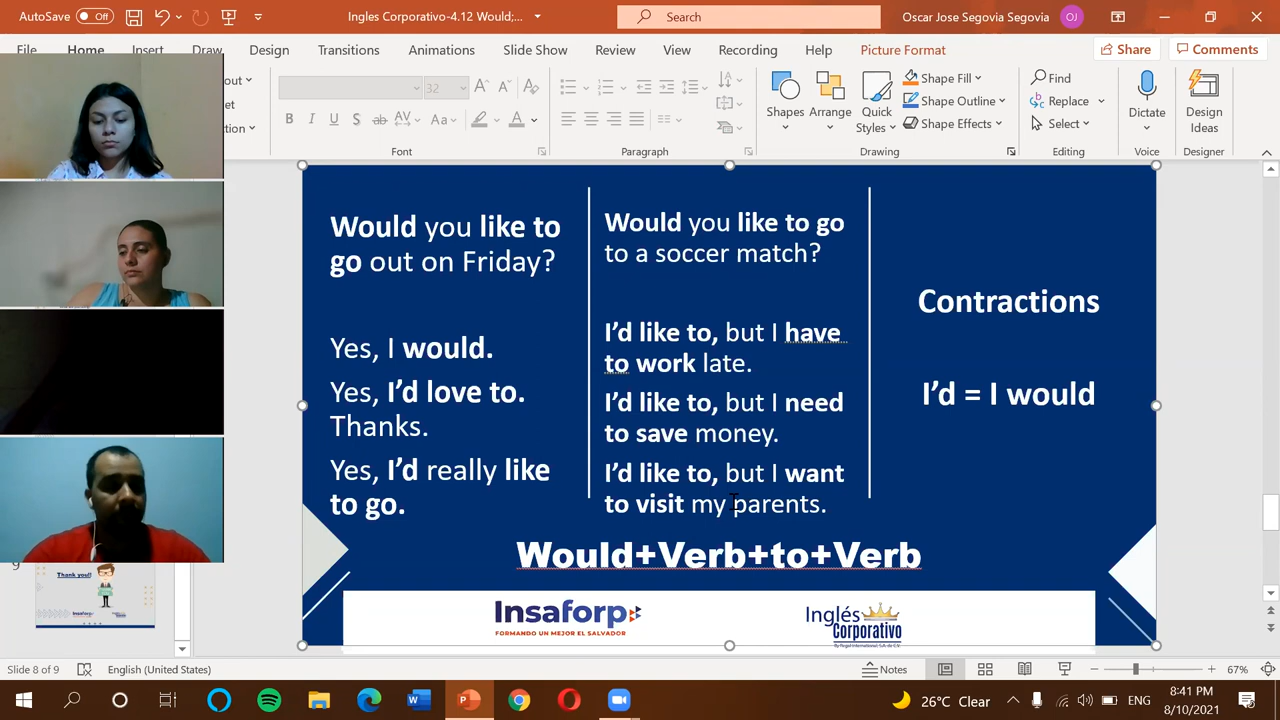 AutoSave Off
Ingles Corporativo-4.12 Would;...
Search
Oscar Jose Segovia Segovia
OJ
File Home Insert Draw Design Transitions Animations Slide Show Review View Recording Help Picture Format
Share Comments
Shapes
Arrange
Quick Styles
Shape Fill
Shape Outline
Shape Effects
Find
Replace
Select
Dictate
Design Ideas
Font
Paragraph
Drawing
Editing
Voice
Designer
Would you like to
go out on Friday?
Yes, I would.
Yes, I’d love to.
Thanks.
Yes, I’d really like
to go.
Would you like to go
to a soccer match?
I’d like to, but I have
to work late.
I’d like to, but I need
to save money.
I’d like to, but I want
to visit my parents.
Contractions
I’d = I would
Would+Verb+to+Verb
Insaforp
FORMANDO UN MEJOR EL SALVADOR
Inglés
Corporativo
9
Thank you!!
Slide 8 of 9
English (United States)
Notes
67%
26°C Clear
ENG
8:41 PM
8/10/2021